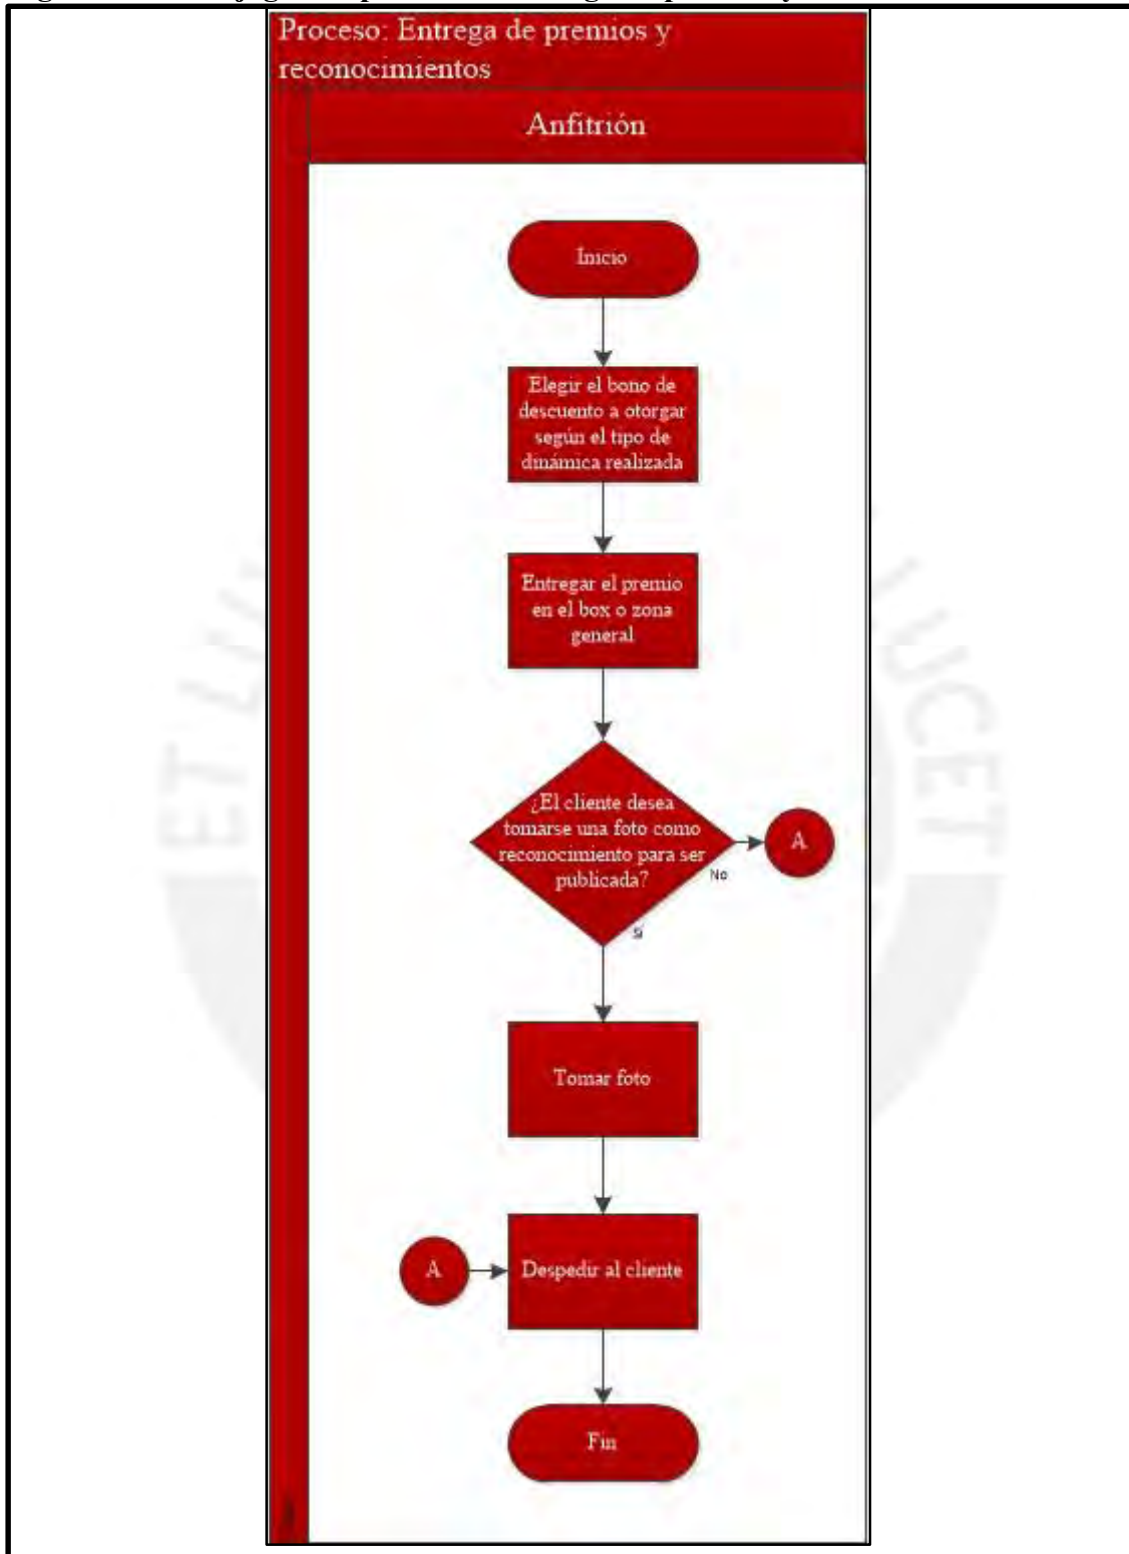 Proceso: Entrega de premios y
reconocimientos
Anfitrión
Inicio
Elegir el bono de
descuento a otorgar
según el tipo de
dinámica realizada
Entregar el premio
en el box o zona
general
¿El cliente desea
tomarse una foto como
reconocimiento para ser
publicada?
A
No
Sí
Tomar foto
A
Despedir al cliente
Fin
ET
LUCET